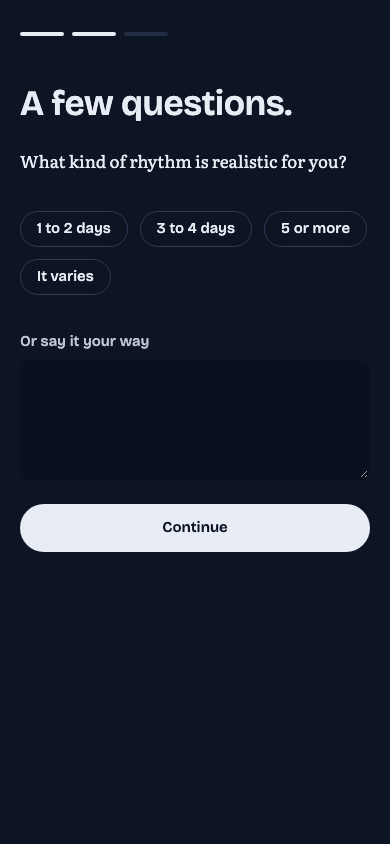 A few questions.
What kind of rhythm is realistic for you?
1 to 2 days
3 to 4 days
5 or more
It varies
Or say it your way
Continue